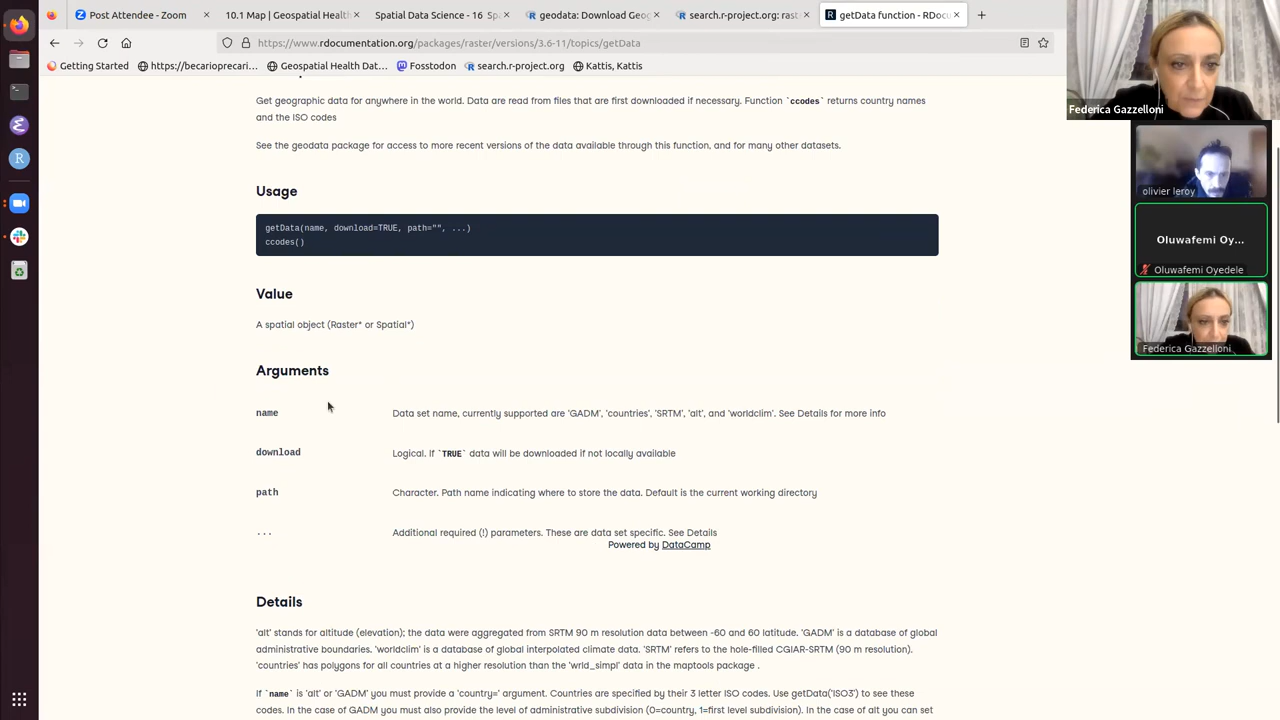 Post Attendee - Zoom
10.1 Map | Geospatial Health
Spatial Data Science - 16 Sp
geodata: Download Geog
search.r-project.org: rast
getData function - RDocu
https://www.rdocumentation.org/packages/raster/versions/3.6-11/topics/getData
Getting Started
https://becarioprecari...
Geospatial Health Dat...
Fosstodon
search.r-project.org
Kattis, Kattis
Federica Gazzelloni
olivier leroy
Oluwafemi Oy...
Oluwafemi Oyedele
Federica Gazzelloni
Get geographic data for anywhere in the world. Data are read from files that are first downloaded if necessary. Function `ccodes` returns country names
and the ISO codes
See the geodata package for access to more recent versions of the data available through this function, and for many other datasets.
Usage
getData(name, download=TRUE, path="", ...)
ccodes()
Value
A spatial object (Raster* or Spatial*)
Arguments
name
Data set name, currently supported are 'GADM', 'countries', 'SRTM', 'alt', and 'worldclim'. See Details for more info
download
Logical. If `TRUE` data will be downloaded if not locally available
path
Character. Path name indicating where to store the data. Default is the current working directory
...
Additional required (!) parameters. These are data set specific. See Details
Powered by DataCamp
Details
'alt' stands for altitude (elevation); the data were aggregated from SRTM 90 m resolution data between -60 and 60 latitude. 'GADM' is a database of global
administrative boundaries. 'worldclim' is a database of global interpolated climate data. 'SRTM' refers to the hole-filled CGIAR-SRTM (90 m resolution).
'countries' has polygons for all countries at a higher resolution than the 'wrld_simpl' data in the maptools package .
If `name` is 'alt' or 'GADM' you must provide a 'country=' argument. Countries are specified by their 3 letter ISO codes. Use getData('ISO3') to see these
codes. In the case of GADM you must also provide the level of administrative subdivision (0=country, 1=first level subdivision). In the case of alt you can set